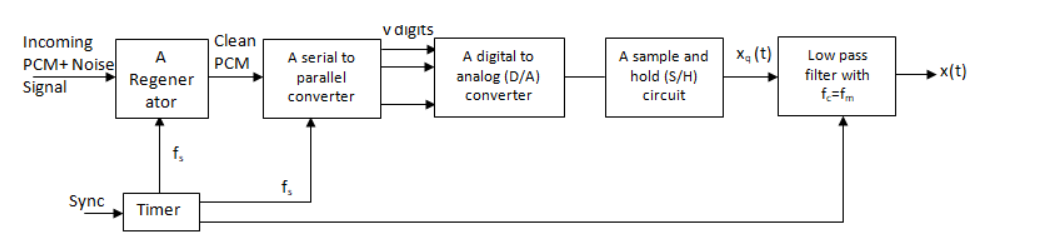 Incoming
PCM+ Noise
Signal
A
Regener
ator
Clean
PCM
A serial to
parallel
converter
v digits
A digital to
analog (D/A)
converter
A sample and
hold (S/H)
circuit
xq (t)
Low pass
filter with
fc=fm
x(t)
fs
fs
Sync
Timer